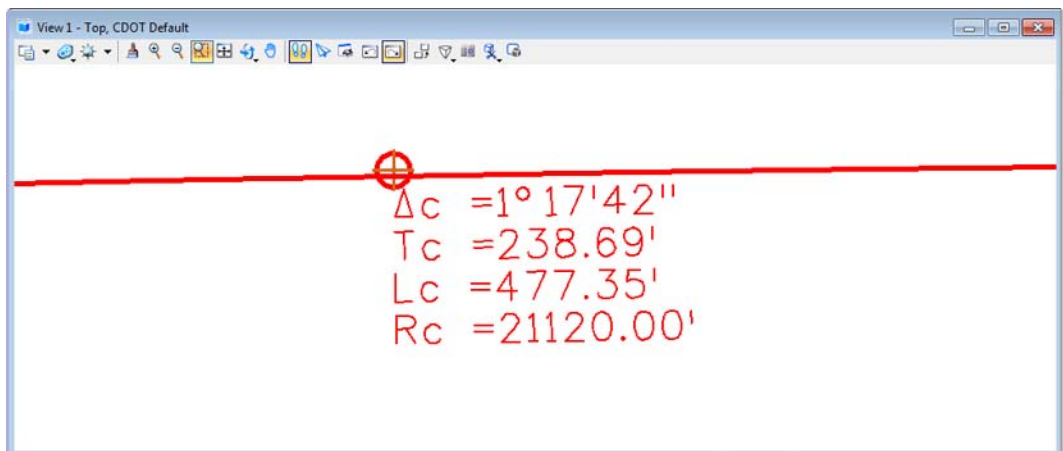 View 1 - Top, CDOT Default
Δc =1°17'42"
Tc =238.69'
Lc =477.35'
Rc =21120.00'